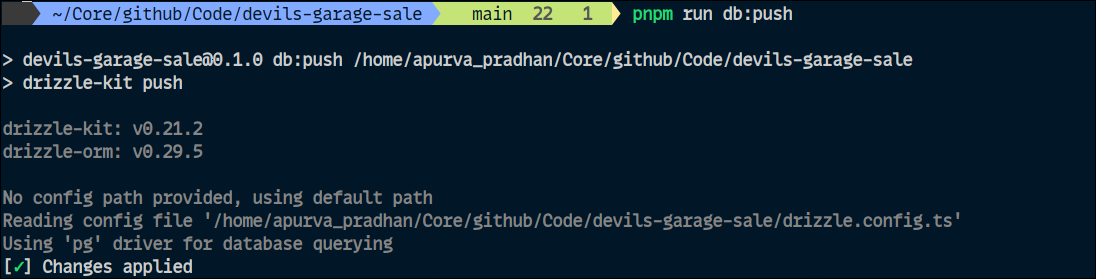 ~/Core/github/Code/devils-garage-sale main 22 1 pnpm run db:push
> devils-garage-sale@0.1.0 db:push /home/apurva_pradhan/Core/github/Code/devils-garage-sale
> drizzle-kit push
drizzle-kit: v0.21.2
drizzle-orm: v0.29.5
No config path provided, using default path
Reading config file '/home/apurva_pradhan/Core/github/Code/devils-garage-sale/drizzle.config.ts'
Using 'pg' driver for database querying
[✓] Changes applied